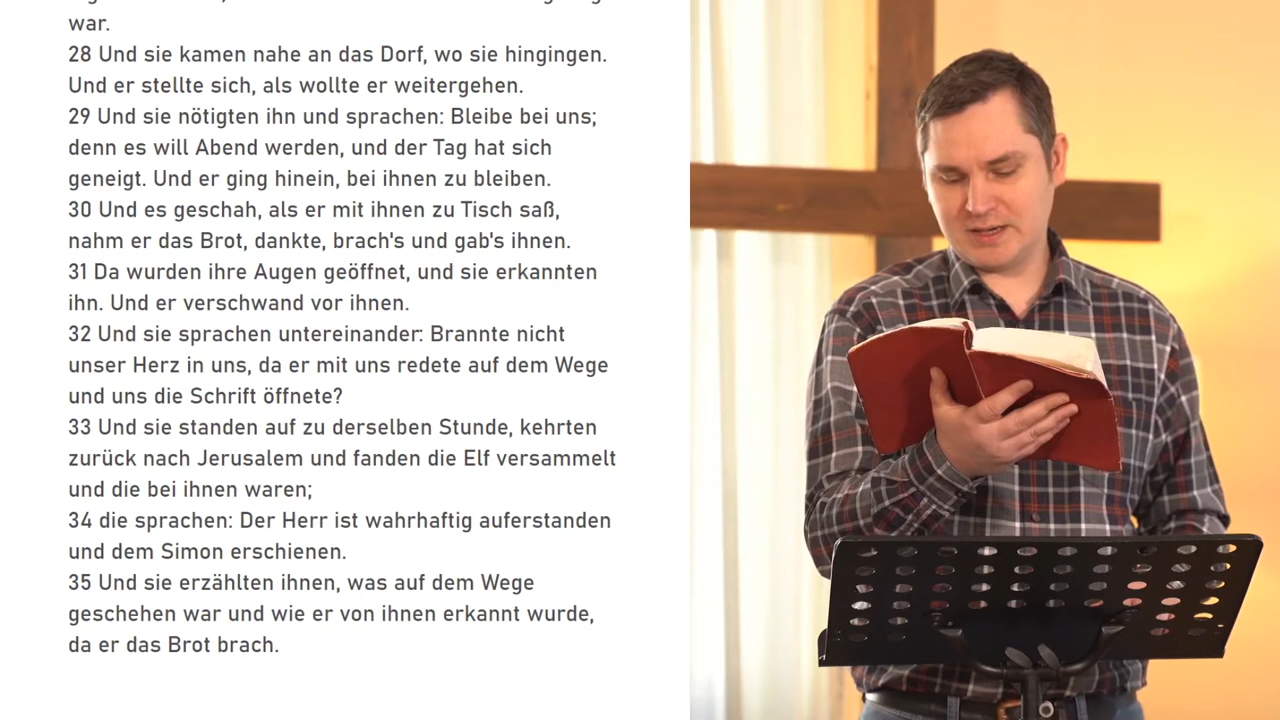 war.
28 Und sie kamen nahe an das Dorf, wo sie hingingen.
Und er stellte sich, als wollte er weitergehen.
29 Und sie nötigten ihn und sprachen: Bleibe bei uns;
denn es will Abend werden, und der Tag hat sich
geneigt. Und er ging hinein, bei ihnen zu bleiben.
30 Und es geschah, als er mit ihnen zu Tisch saß,
nahm er das Brot, dankte, brach's und gab's ihnen.
31 Da wurden ihre Augen geöffnet, und sie erkannten
ihn. Und er verschwand vor ihnen.
32 Und sie sprachen untereinander: Brannte nicht
unser Herz in uns, da er mit uns redete auf dem Wege
und uns die Schrift öffnete?
33 Und sie standen auf zu derselben Stunde, kehrten
zurück nach Jerusalem und fanden die Elf versammelt
und die bei ihnen waren;
34 die sprachen: Der Herr ist wahrhaftig auferstanden
und dem Simon erschienen.
35 Und sie erzählten ihnen, was auf dem Wege
geschehen war und wie er von ihnen erkannt wurde,
da er das Brot brach.